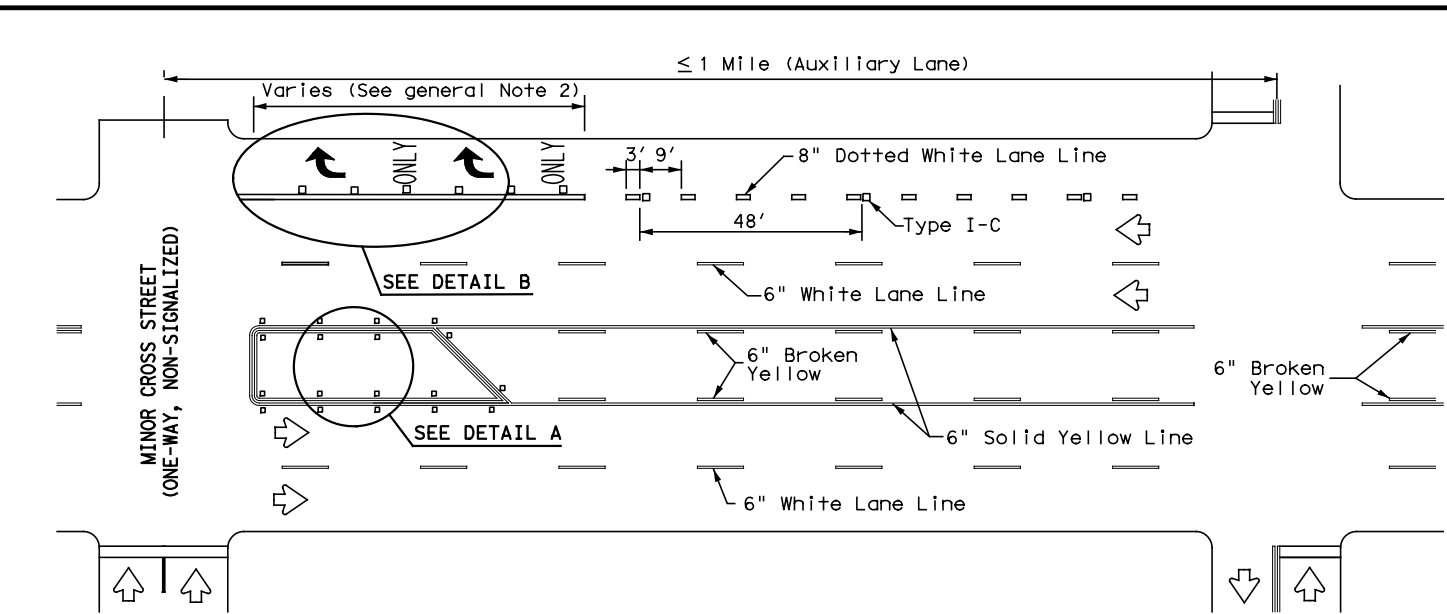 ≤ 1 Mile (Auxiliary Lane)
Varies (See general Note 2)
ONLY
ONLY
3' 9'
8" Dotted White Lane Line
48'
Type I-C
SEE DETAIL B
6" White Lane Line
MINOR CROSS STREET
(ONE-WAY, NON-SIGNALIZED)
6" Broken
Yellow
6" Broken
Yellow
SEE DETAIL A
6" Solid Yellow Line
6" White Lane Line